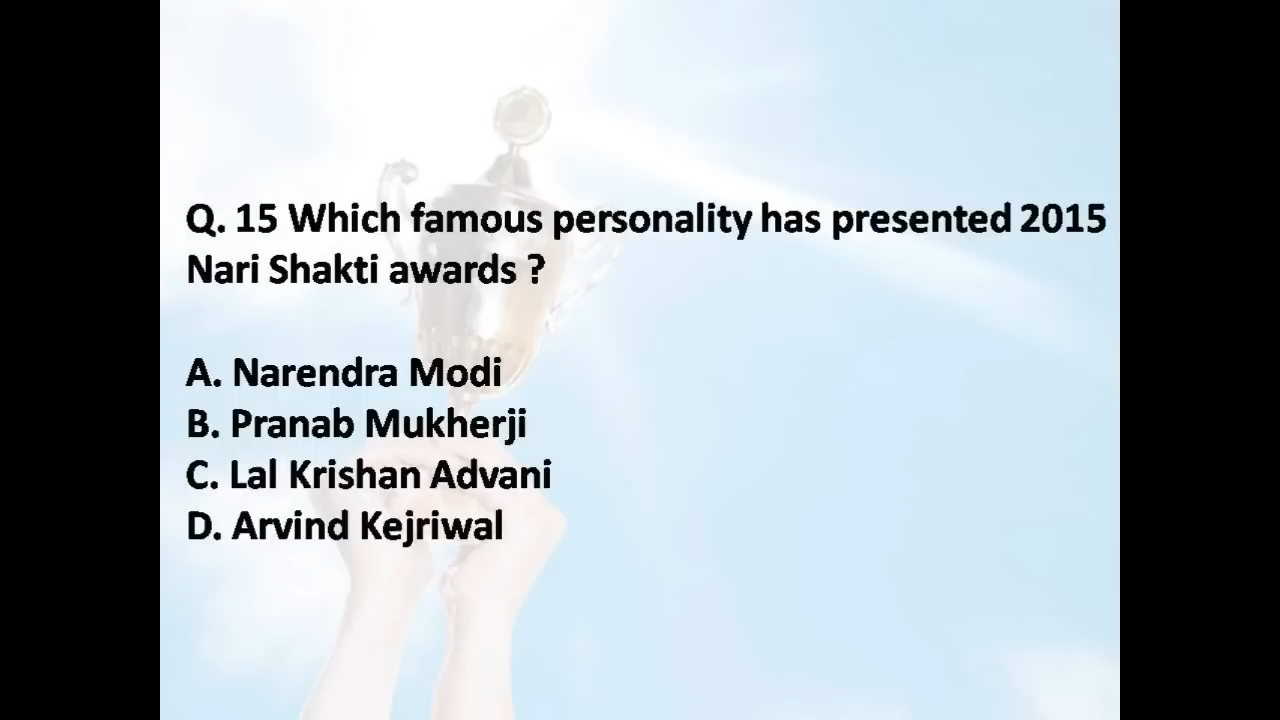 Q. 15 Which famous personality has presented 2015
Nari Shakti awards ?
A. Narendra Modi
B. Pranab Mukherji
C. Lal Krishan Advani
D. Arvind Kejriwal